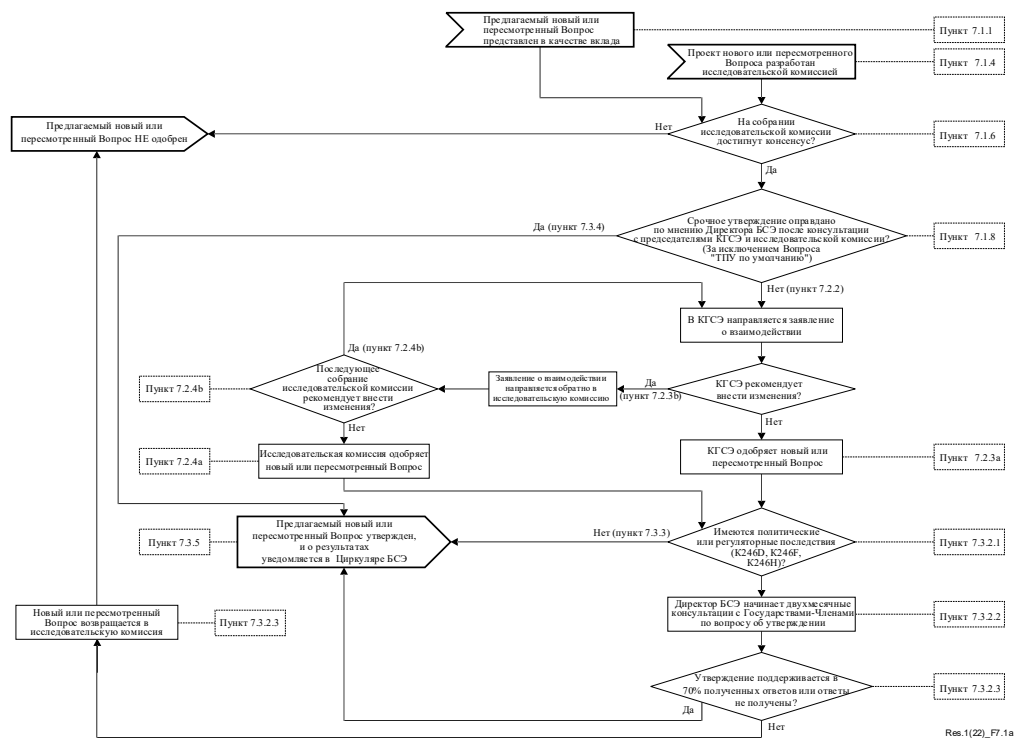 Предлагаемый новый или
пересмотренный Вопрос
представлен в качестве вклада
Пункт 7.1.1
Проект нового или пересмотренного
Вопроса разработан
исследовательской комиссией
Пункт 7.1.4
Предлагаемый новый или
пересмотренный Вопрос НЕ одобрен
Нет
На собрании
исследовательской комиссии
достигнут консенсус?
Пункт 7.1.6
Да
Да (пункт 7.3.4)
Срочное утверждение оправдано
по мнению Директора БСЭ после консультации
с председателями КГСЭ и исследовательской комиссии?
(За исключением Вопроса
"ТПУ по умолчанию")
Пункт 7.1.8
Нет (пункт 7.2.2)
В КГСЭ направляется заявление
о взаимодействии
Да (пункт 7.2.4b)
Пункт 7.2.4b
Последующее
собрание
исследовательской комиссии
рекомендует внести
изменения?
Заявление о взаимодействии
направляется обратно в
исследовательскую комиссию
Да
(пункт 7.2.3b)
КГСЭ рекомендует
внести изменения?
Нет
Нет
Пункт 7.2.4a
Исследовательская комиссия одобряет
новый или пересмотренный Вопрос
КГСЭ одобряет новый или
пересмотренный Вопрос
Пункт 7.2.3a
Пункт 7.3.5
Предлагаемый новый или
пересмотренный Вопрос утвержден,
и о результатах
уведомляется в Циркуляре БСЭ
Нет (пункт 7.3.3)
Имеются политические
или регуляторные последствия
(К246D, К246F,
К246H)?
Пункт 7.3.2.1
Да
Новый или пересмотренный
Вопрос возвращается в
исследовательскую комиссия
Пункт 7.3.2.3
Директор БСЭ начинает двухмесячные
консультации с Государствами-Членами
по вопросу об утверждении
Пункт 7.3.2.2
Утверждение поддерживается в
70% полученных ответов или ответы
не получены?
Пункт 7.3.2.3
Да
Нет
Res.1(22)_F7.1a